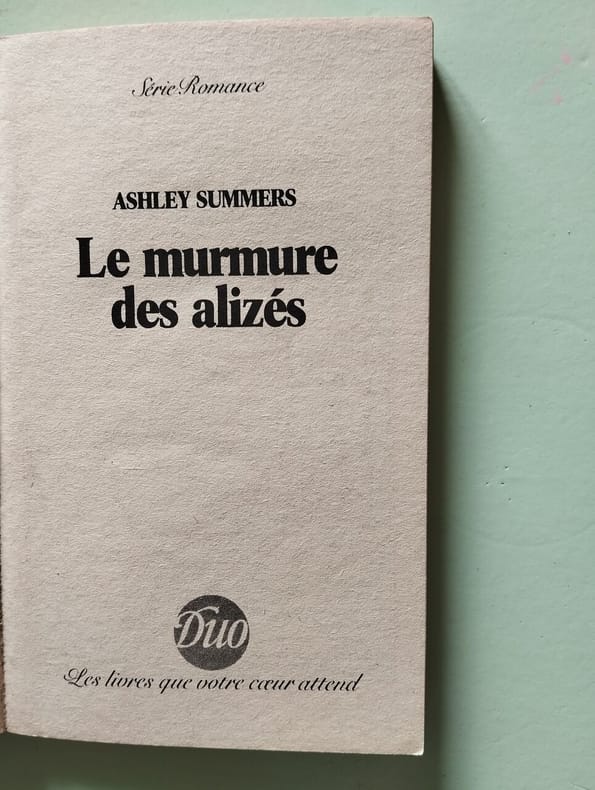 Série Romance
ASHLEY SUMMERS
Le murmure
des alizés
Duo
Les livres que votre cœur attend